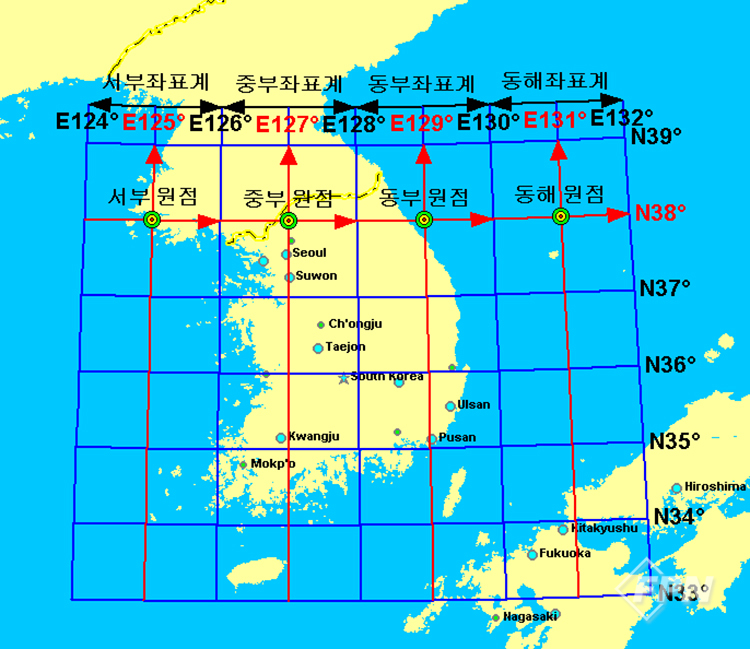 서부좌표계 중부좌표계 동부좌표계 동해좌표계
E124° E125° E126° E127° E128° E129° E130° E131° E132°
N39°
서부 원점 중부 원점 동부 원점 동해 원점
N38°
Seoul
Suwon
N37°
Ch'ongju
Taejon
N36°
South Korea
Ulsan
Kwangju
Pusan
N35°
Mokp'o
Hiroshima
N34°
Kitakyushu
Fukuoka
N33°
Nagasaki